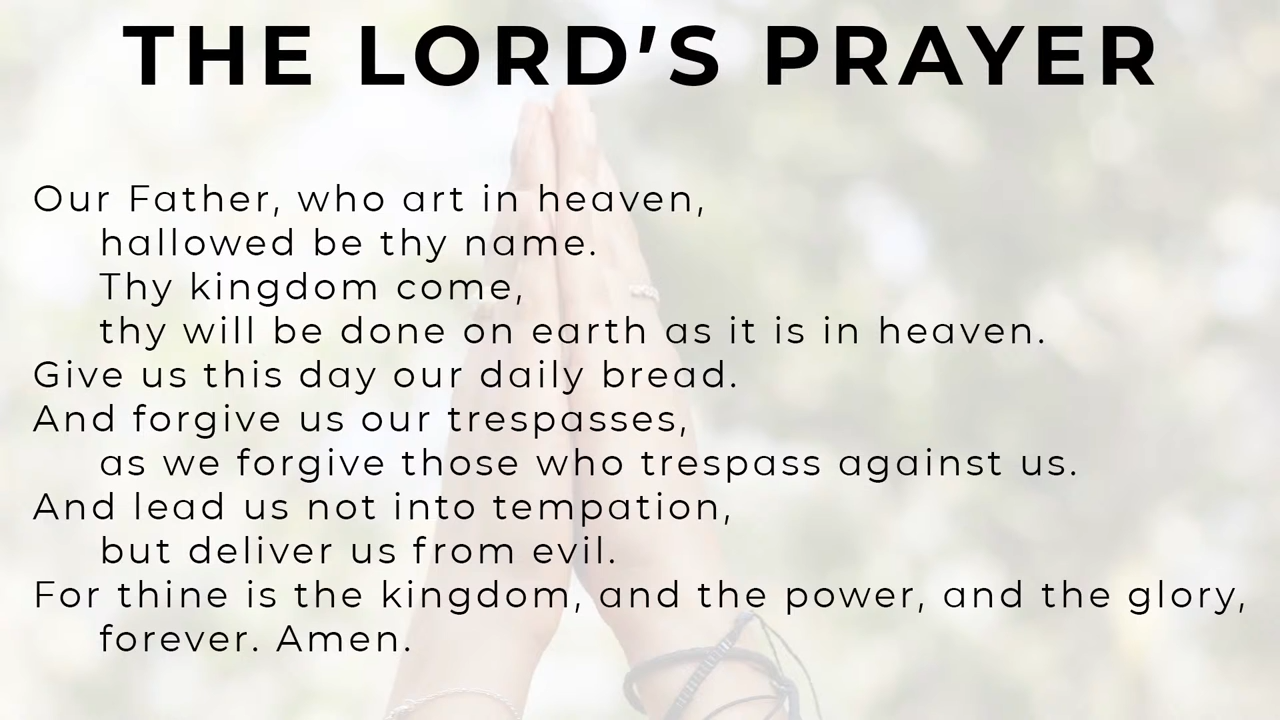 THE LORD'S PRAYER
Our Father, who art in heaven,
hallowed be thy name.
Thy kingdom come,
thy will be done on earth as it is in heaven.
Give us this day our daily bread.
And forgive us our trespasses,
as we forgive those who trespass against us.
And lead us not into tempation,
but deliver us from evil.
For thine is the kingdom, and the power, and the glory,
forever. Amen.